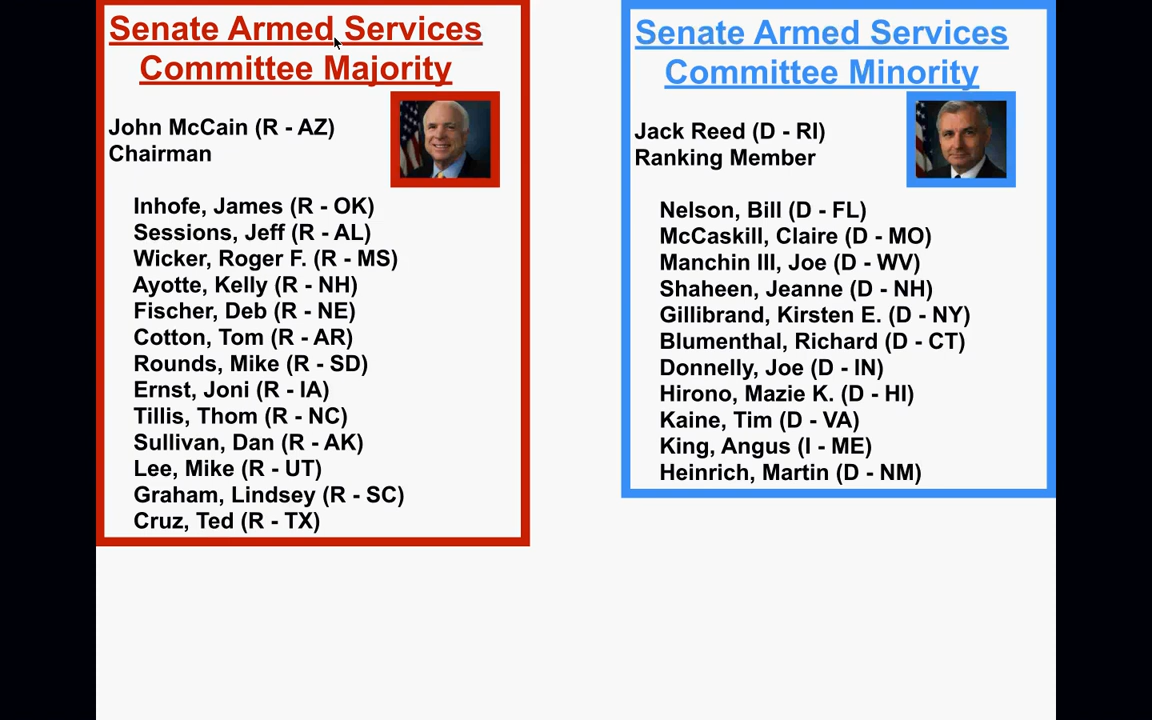 Senate Armed Services
Committee Majority
John McCain (R - AZ)
Chairman
Inhofe, James (R - OK)
Sessions, Jeff (R - AL)
Wicker, Roger F. (R - MS)
Ayotte, Kelly (R - NH)
Fischer, Deb (R - NE)
Cotton, Tom (R - AR)
Rounds, Mike (R - SD)
Ernst, Joni (R - IA)
Tillis, Thom (R - NC)
Sullivan, Dan (R - AK)
Lee, Mike (R - UT)
Graham, Lindsey (R - SC)
Cruz, Ted (R - TX)
Senate Armed Services
Committee Minority
Jack Reed (D - RI)
Ranking Member
Nelson, Bill (D - FL)
McCaskill, Claire (D - MO)
Manchin III, Joe (D - WV)
Shaheen, Jeanne (D - NH)
Gillibrand, Kirsten E. (D - NY)
Blumenthal, Richard (D - CT)
Donnelly, Joe (D - IN)
Hirono, Mazie K. (D - HI)
Kaine, Tim (D - VA)
King, Angus (I - ME)
Heinrich, Martin (D - NM)